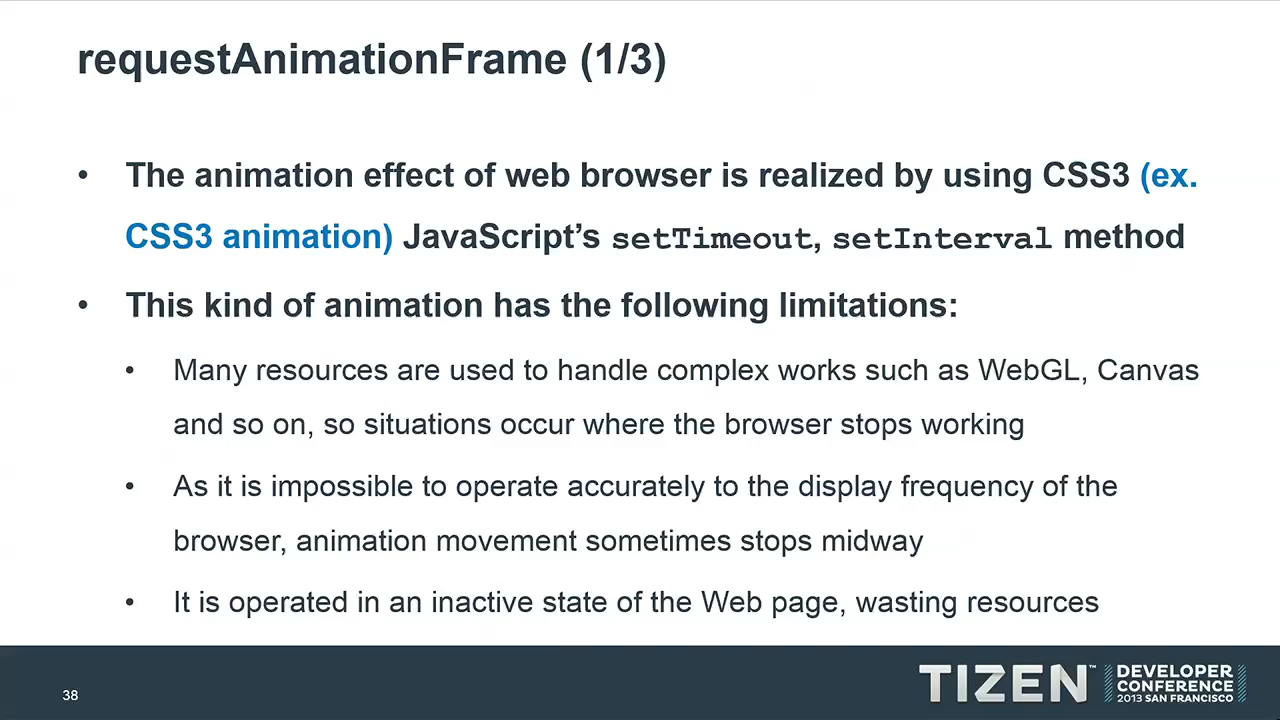 requestAnimationFrame (1/3)
• The animation effect of web browser is realized by using CSS3 (ex.
CSS3 animation) JavaScript’s setTimeout, setInterval method
• This kind of animation has the following limitations:
• Many resources are used to handle complex works such as WebGL, Canvas
and so on, so situations occur where the browser stops working
• As it is impossible to operate accurately to the display frequency of the
browser, animation movement sometimes stops midway
• It is operated in an inactive state of the Web page, wasting resources
38
TIZEN™
DEVELOPER
CONFERENCE
2013 SAN FRANCISCO